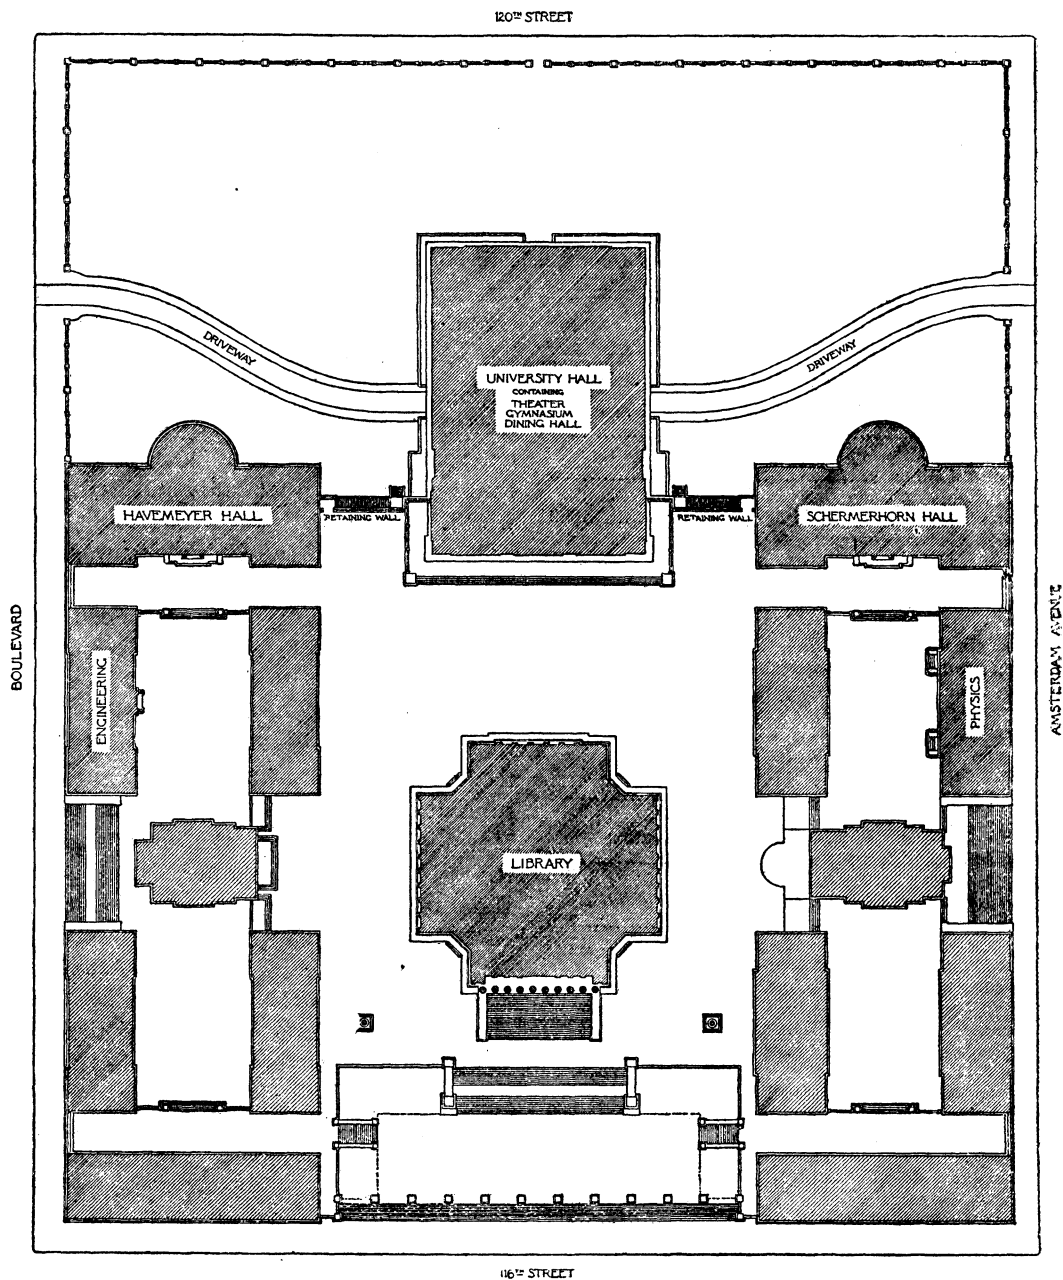 120TH STREET
DRIVEWAY
DRIVEWAY
UNIVERSITY HALL
CONTAINING
THEATER
GYMNASIUM
DINING HALL
HAVEMEYER HALL
RETAINING WALL
RETAINING WALL
SCHERMERHORN HALL
BOULEVARD
ENGINEERING
PHYSICS
AMSTERDAM AVENUE
LIBRARY
116TH STREET